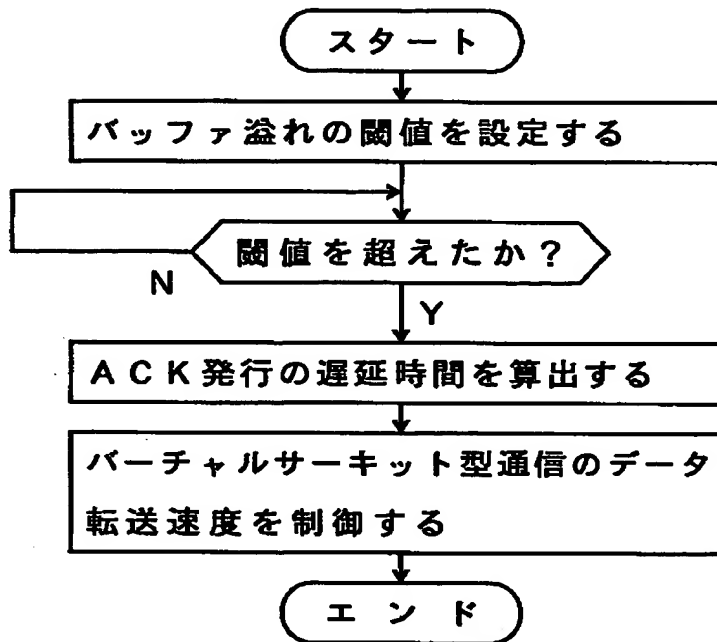 スタート
バッファ溢れの閾値を設定する
閾値を超えたか？
N
Y
ACK発行の遅延時間を算出する
バーチャルサーキット型通信のデータ
転送速度を制御する
エンド